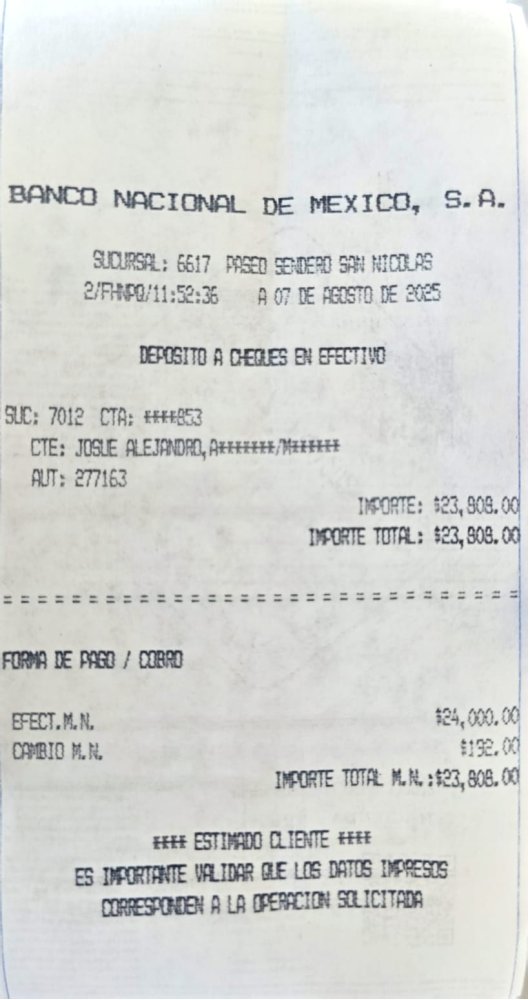 BANCO NACIONAL DE MEXICO, S.A.
SUCURSAL: 6617 PASEO SENDERO SAN NICOLAS
2/FHNPQ/11:52:36 A 07 DE AGOSTO DE 2025
DEPOSITO A CHEQUES EN EFECTIVO
SUC: 7012 CTA: ****853
CTE: JOSUE ALEJANDRO,A*******/M******
AUT: 277163
IMPORTE: $23,808.00
IMPORTE TOTAL: $23,808.00
= = = = = = = = = = = = = = = = = = = = = = = = = = = = = =
FORMA DE PAGO / COBRO
EFECT.M.N. $24,000.00
CAMBIO M.N. $192.00
IMPORTE TOTAL M.N.:$23,808.00
**** ESTIMADO CLIENTE ****
ES IMPORTANTE VALIDAR QUE LOS DATOS IMPRESOS
CORRESPONDEN A LA OPERACION SOLICITADA